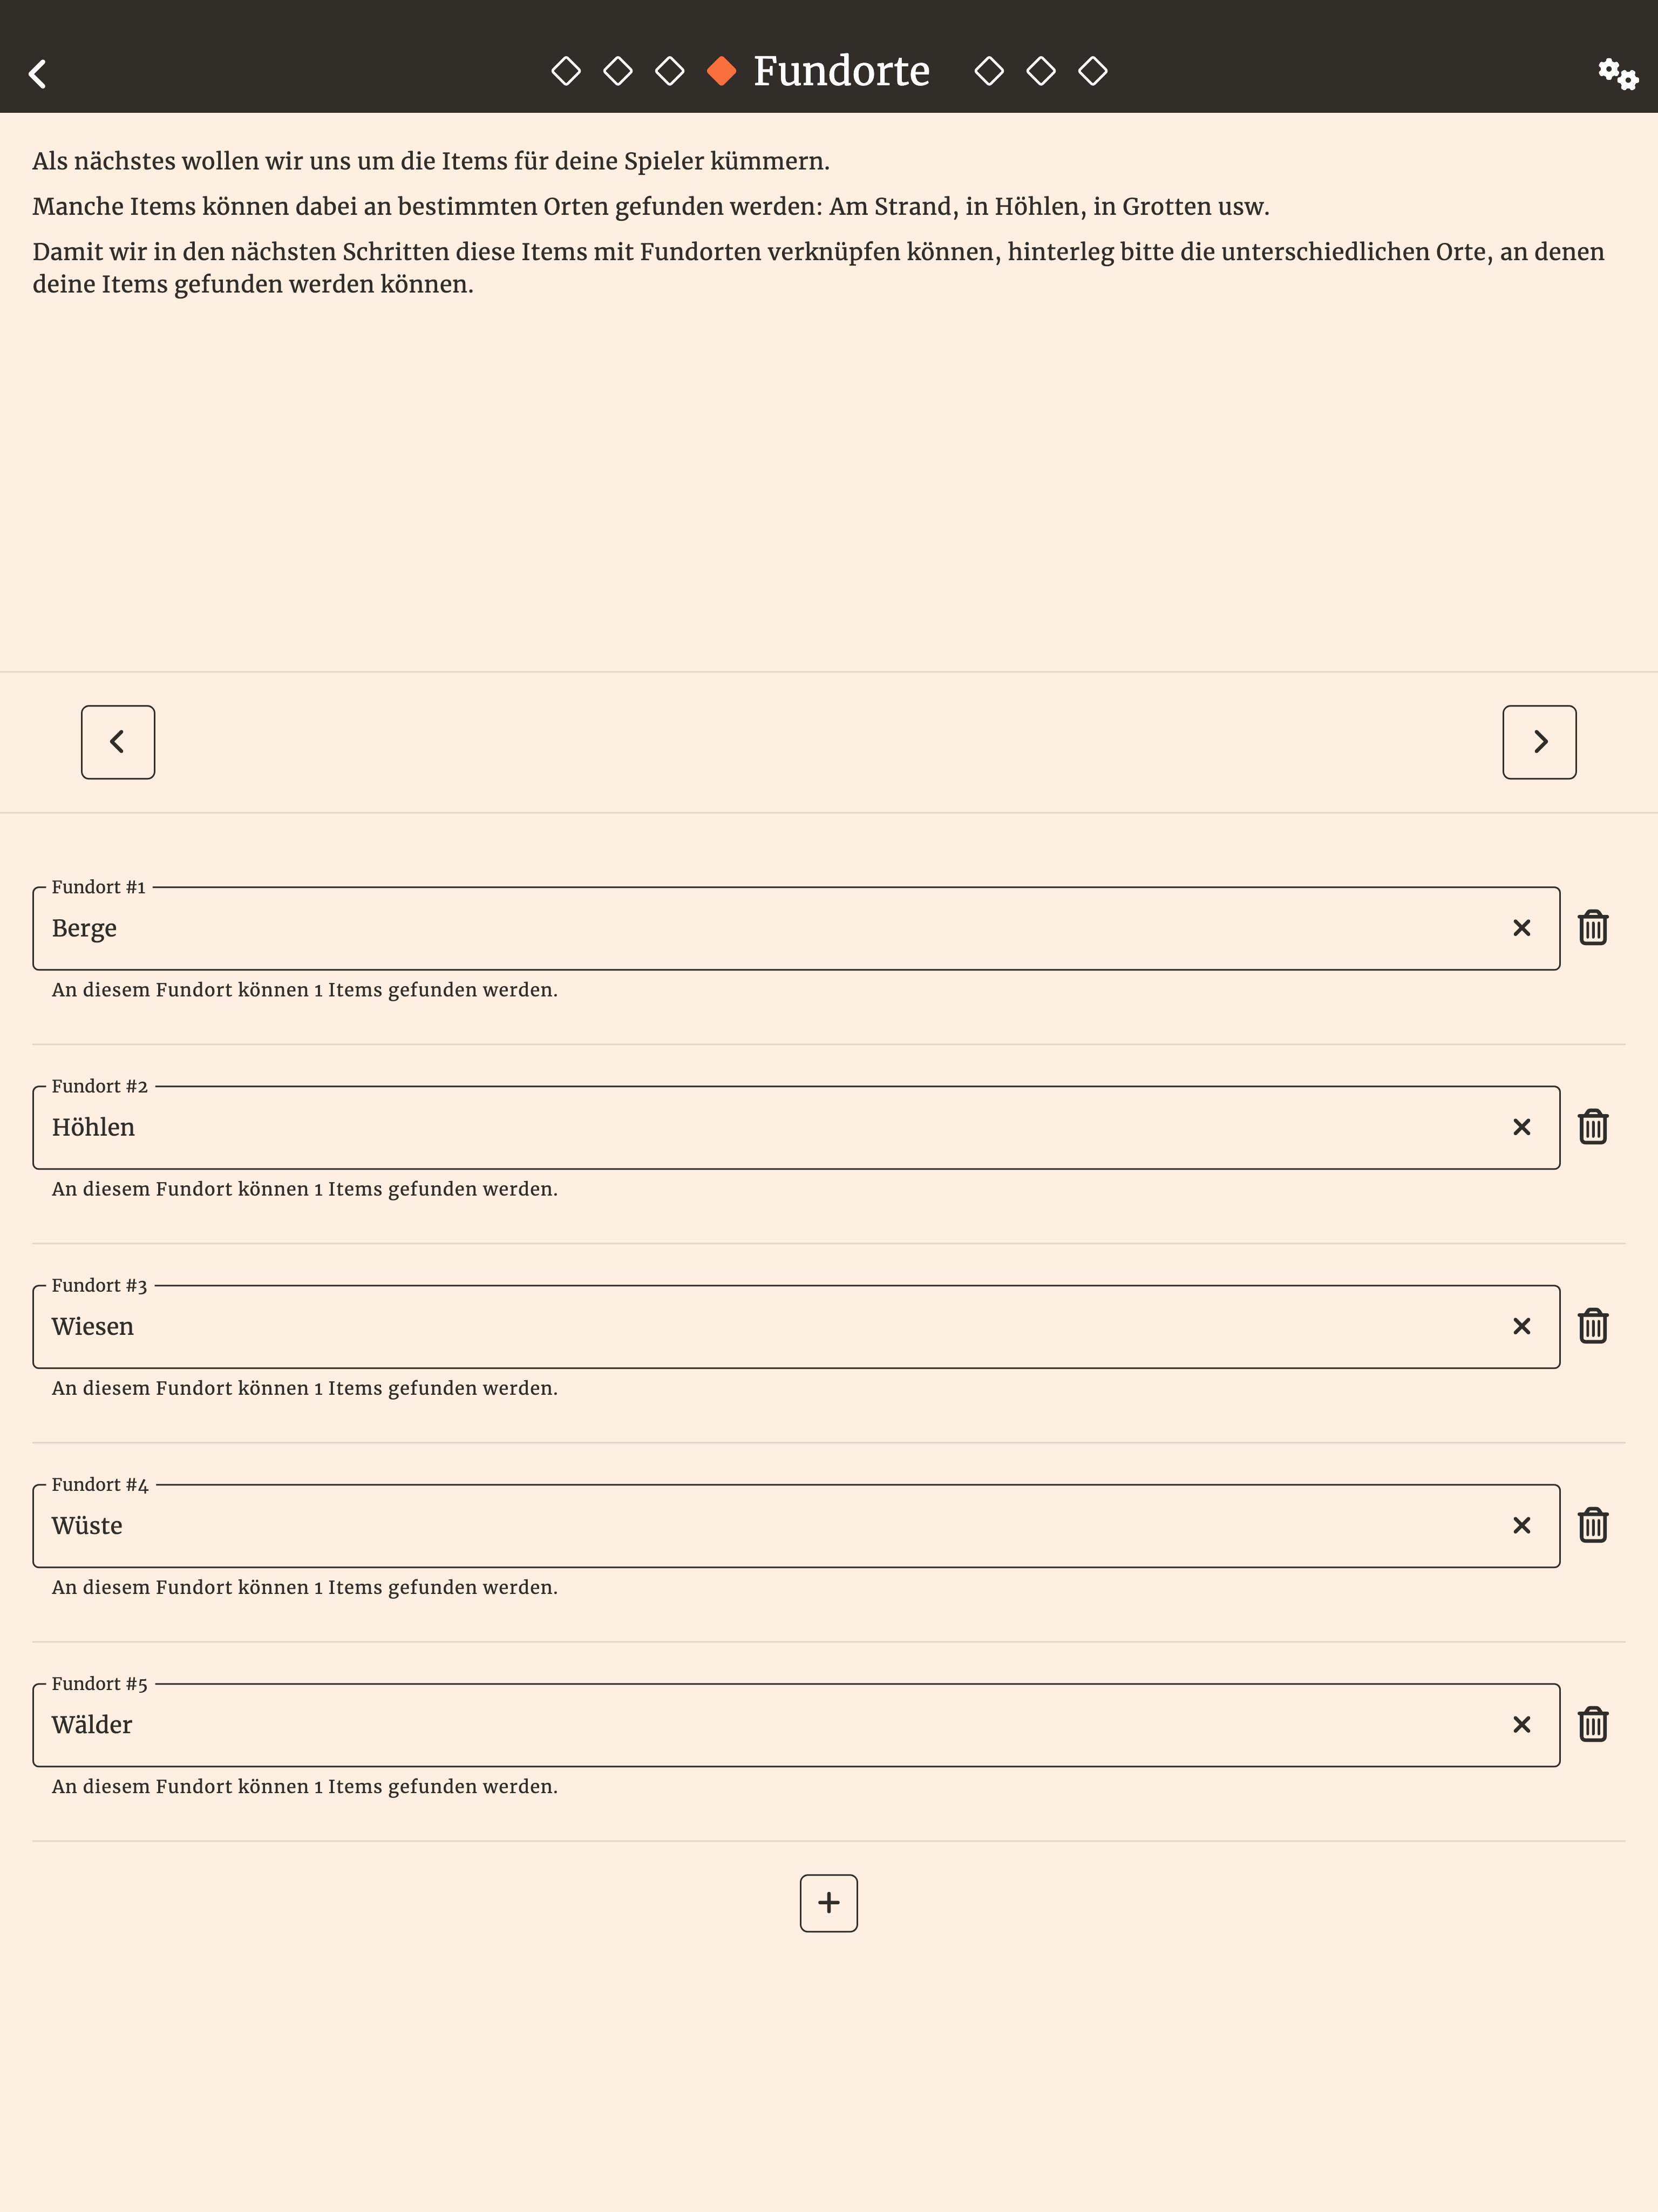 Fundorte
Als nächstes wollen wir uns um die Items für deine Spieler kümmern.
Manche Items können dabei an bestimmten Orten gefunden werden: Am Strand, in Höhlen, in Grotten usw.
Damit wir in den nächsten Schritten diese Items mit Fundorten verknüpfen können, hinterleg bitte die unterschiedlichen Orte, an denen
deine Items gefunden werden können.
Fundort #1
Berge
An diesem Fundort können 1 Items gefunden werden.
Fundort #2
Höhlen
An diesem Fundort können 1 Items gefunden werden.
Fundort #3
Wiesen
An diesem Fundort können 1 Items gefunden werden.
Fundort #4
Wüste
An diesem Fundort können 1 Items gefunden werden.
Fundort #5
Wälder
An diesem Fundort können 1 Items gefunden werden.